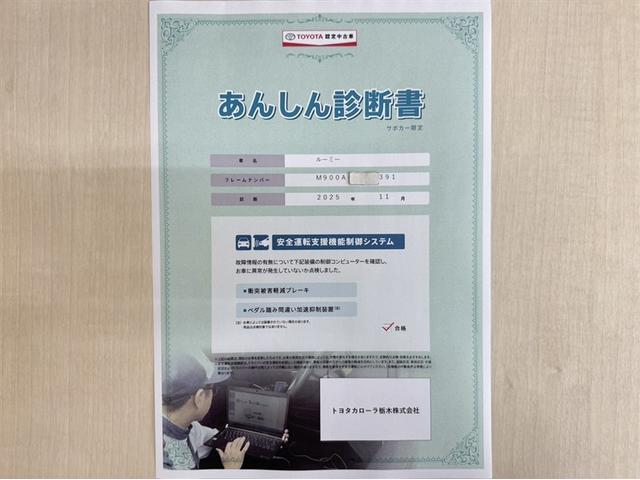 TOYOTA 認定中古車
あんしん診断書
サポカー限定
車名 ルーミー
フレームナンバー M900A 391
診断 2025 年 11 月
安全運転支援機能制御システム
故障情報の有無について下記装備の制御コンピューターを確認し、
お車に異常が発生していないか点検しました。
■衝突被害軽減ブレーキ
■ペダル踏み間違い加速抑制装置
合格
トヨタカローラ栃木株式会社